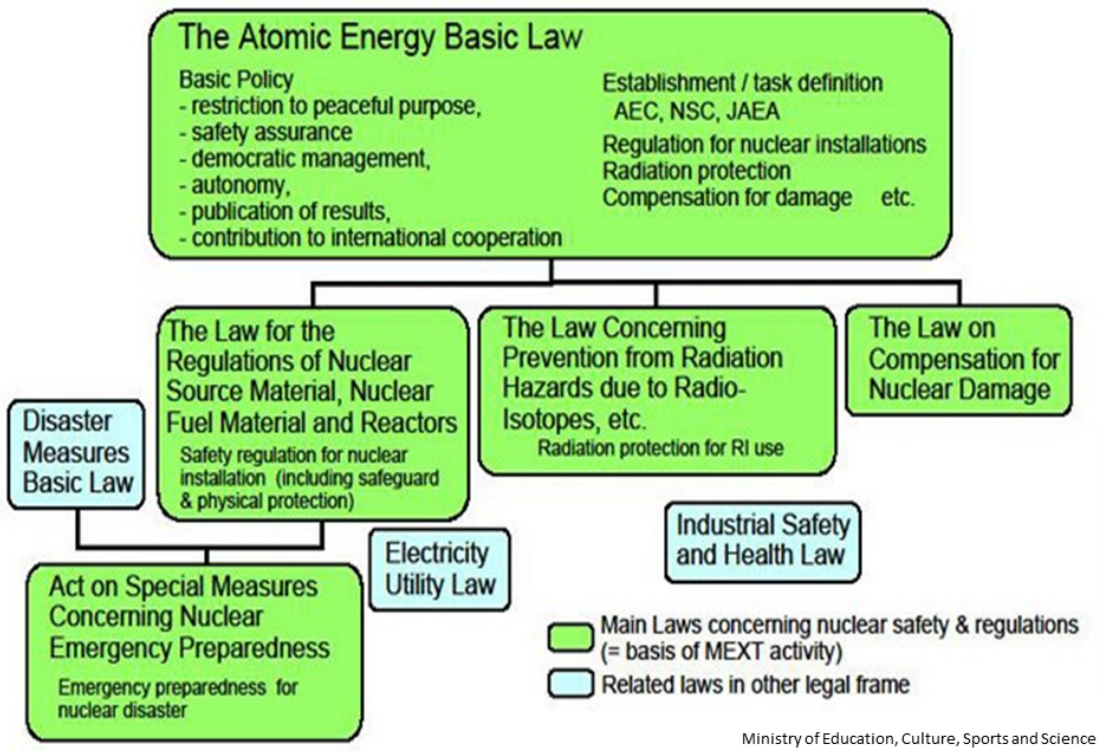 The Atomic Energy Basic Law
Basic Policy
- restriction to peaceful purpose,
- safety assurance
- democratic management,
- autonomy,
- publication of results,
- contribution to international cooperation
Establishment / task definition
AEC, NSC, JAEA
Regulation for nuclear installations
Radiation protection
Compensation for damage etc.
The Law for the
Regulations of Nuclear
Source Material, Nuclear
Fuel Material and Reactors
Safety regulation for nuclear
installation (including safeguard
& physical protection)
The Law Concerning
Prevention from Radiation
Hazards due to Radio-
Isotopes, etc.
Radiation protection for RI use
The Law on
Compensation for
Nuclear Damage
Disaster
Measures
Basic Law
Electricity
Utility Law
Industrial Safety
and Health Law
Act on Special Measures
Concerning Nuclear
Emergency Preparedness
Emergency preparedness for
nuclear disaster
Main Laws concerning nuclear safety & regulations
(= basis of MEXT activity)
Related laws in other legal frame
Ministry of Education, Culture, Sports and Science